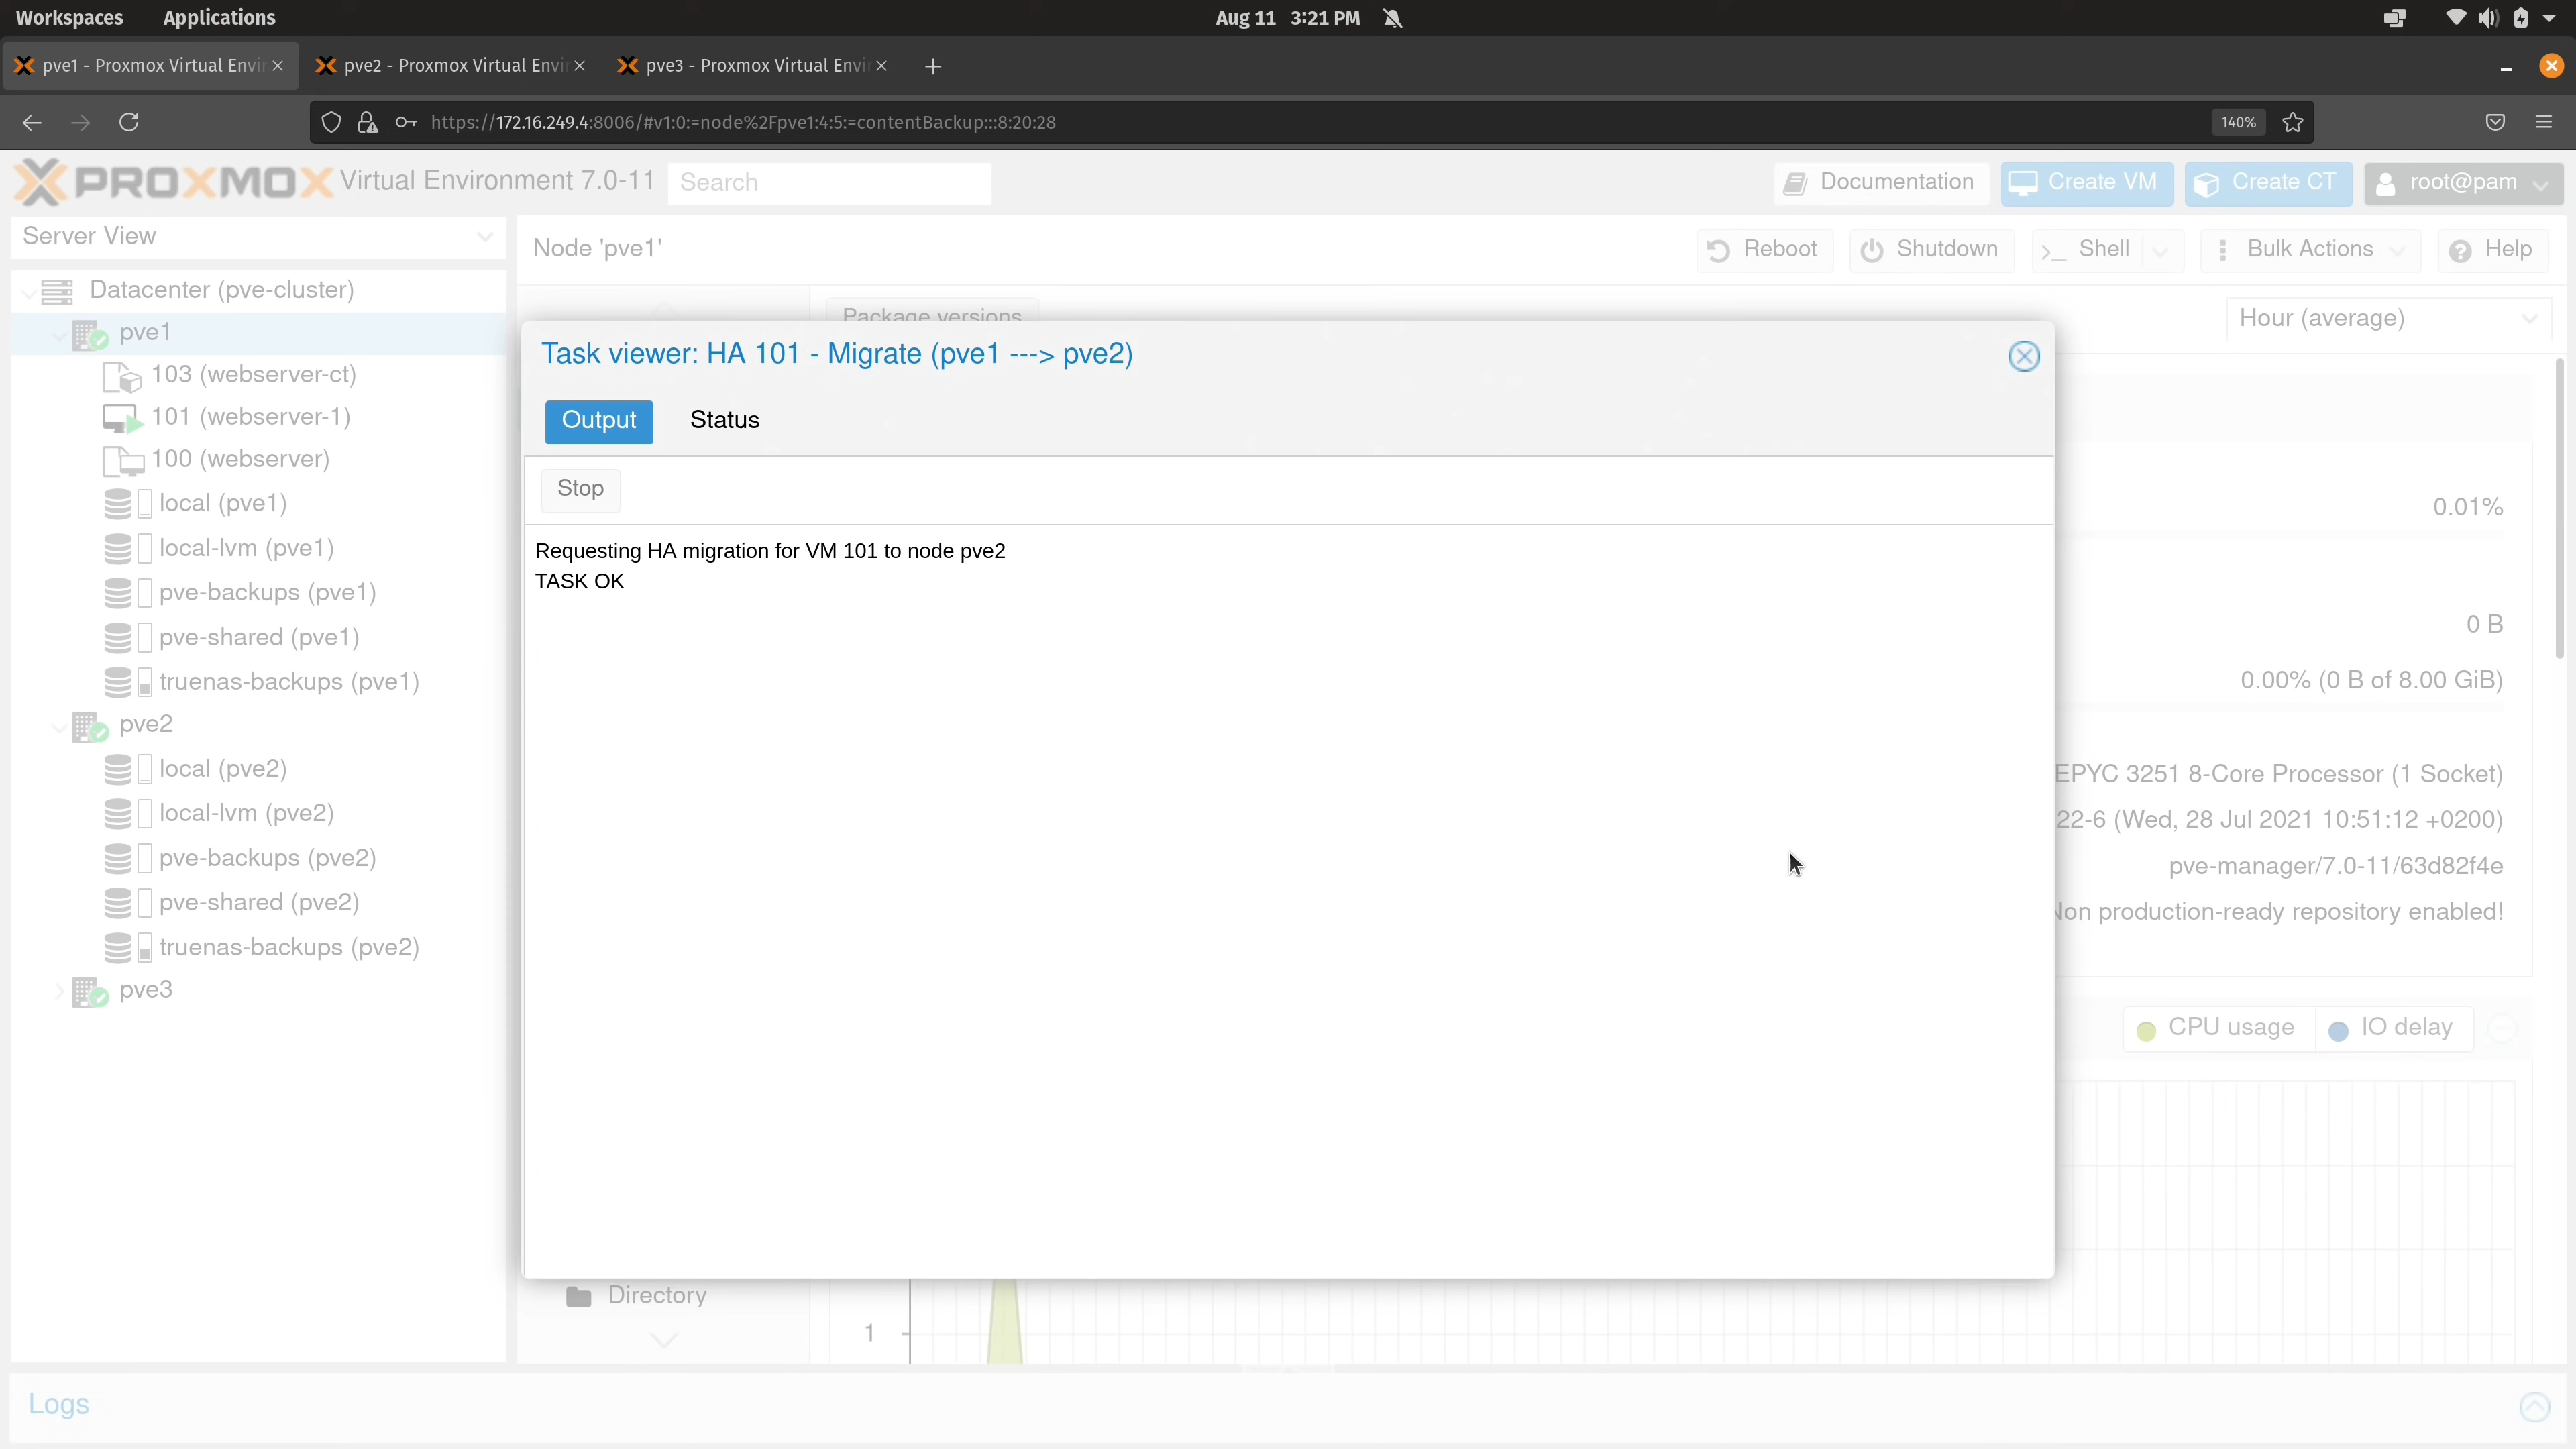 Workspaces Applications Aug 11 3:21 PM
pve1 - Proxmox Virtual Envir pve2 - Proxmox Virtual Envir pve3 - Proxmox Virtual Envir
https://172.16.249.4:8006/#v1:0:=node%2Fpve1:4:5:=contentBackup:::8:20:28 140%
PROXMOX Virtual Environment 7.0-11 Search Documentation Create VM Create CT root@pam
Server View
Node 'pve1' Reboot Shutdown >_ Shell Bulk Actions Help
Datacenter (pve-cluster)
Package versions Hour (average)
pve1
103 (webserver-ct)
101 (webserver-1)
100 (webserver)
local (pve1)
local-lvm (pve1)
pve-backups (pve1)
pve-shared (pve1)
truenas-backups (pve1)
pve2
local (pve2)
local-lvm (pve2)
pve-backups (pve2)
pve-shared (pve2)
truenas-backups (pve2)
pve3
Task viewer: HA 101 - Migrate (pve1 ---> pve2)
Output Status
Stop
Requesting HA migration for VM 101 to node pve2
TASK OK
0.01%
0 B
0.00% (0 B of 8.00 GiB)
EPYC 3251 8-Core Processor (1 Socket)
22-6 (Wed, 28 Jul 2021 10:51:12 +0200)
pve-manager/7.0-11/63d82f4e
Non production-ready repository enabled!
CPU usage IO delay
Directory
1
Logs